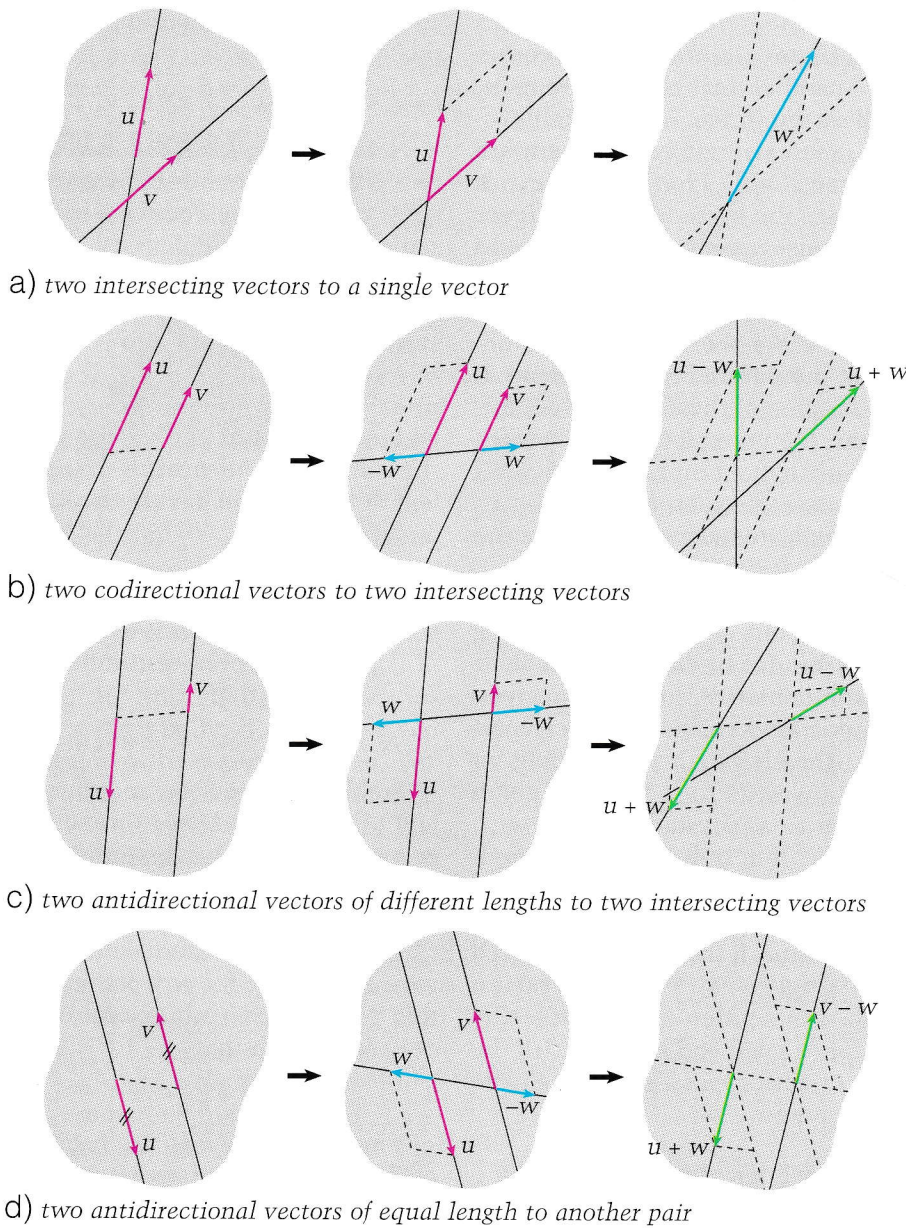 u
v
u
v
w
a) two intersecting vectors to a single vector
u
v
u
v
−w
w
u − w
u + w
b) two codirectional vectors to two intersecting vectors
v
u
w
v
−w
u
u − w
u + w
c) two antidirectional vectors of different lengths to two intersecting vectors
v
u
w
v
−w
u
v − w
u + w
d) two antidirectional vectors of equal length to another pair